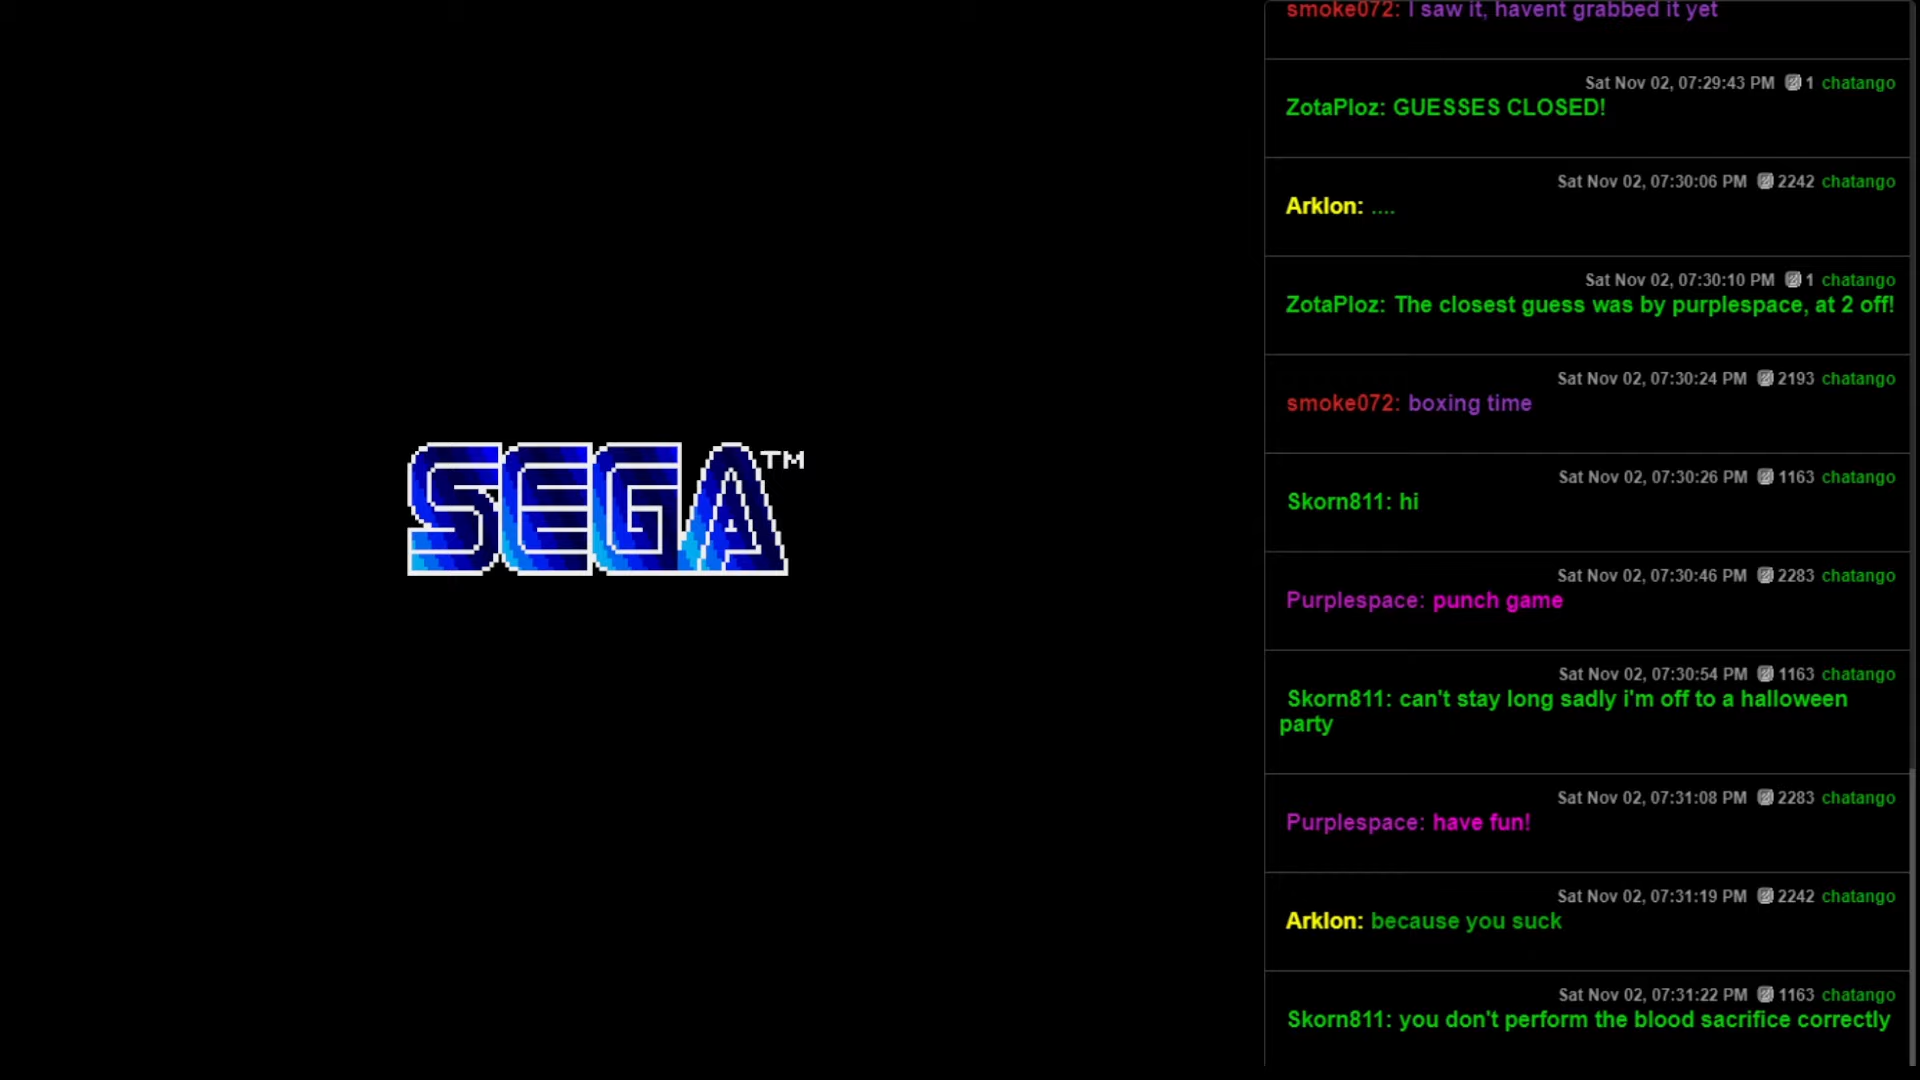 SEGA™
smoke072: I saw it, havent grabbed it yet
Sat Nov 02, 07:29:43 PM 1 chatango
ZotaPloz: GUESSES CLOSED!
Sat Nov 02, 07:30:06 PM 2242 chatango
Arklon: ....
Sat Nov 02, 07:30:10 PM 1 chatango
ZotaPloz: The closest guess was by purplespace, at 2 off!
Sat Nov 02, 07:30:24 PM 2193 chatango
smoke072: boxing time
Sat Nov 02, 07:30:26 PM 1163 chatango
Skorn811: hi
Sat Nov 02, 07:30:46 PM 2283 chatango
Purplespace: punch game
Sat Nov 02, 07:30:54 PM 1163 chatango
Skorn811: can't stay long sadly i'm off to a halloween
party
Sat Nov 02, 07:31:08 PM 2283 chatango
Purplespace: have fun!
Sat Nov 02, 07:31:19 PM 2242 chatango
Arklon: because you suck
Sat Nov 02, 07:31:22 PM 1163 chatango
Skorn811: you don't perform the blood sacrifice correctly